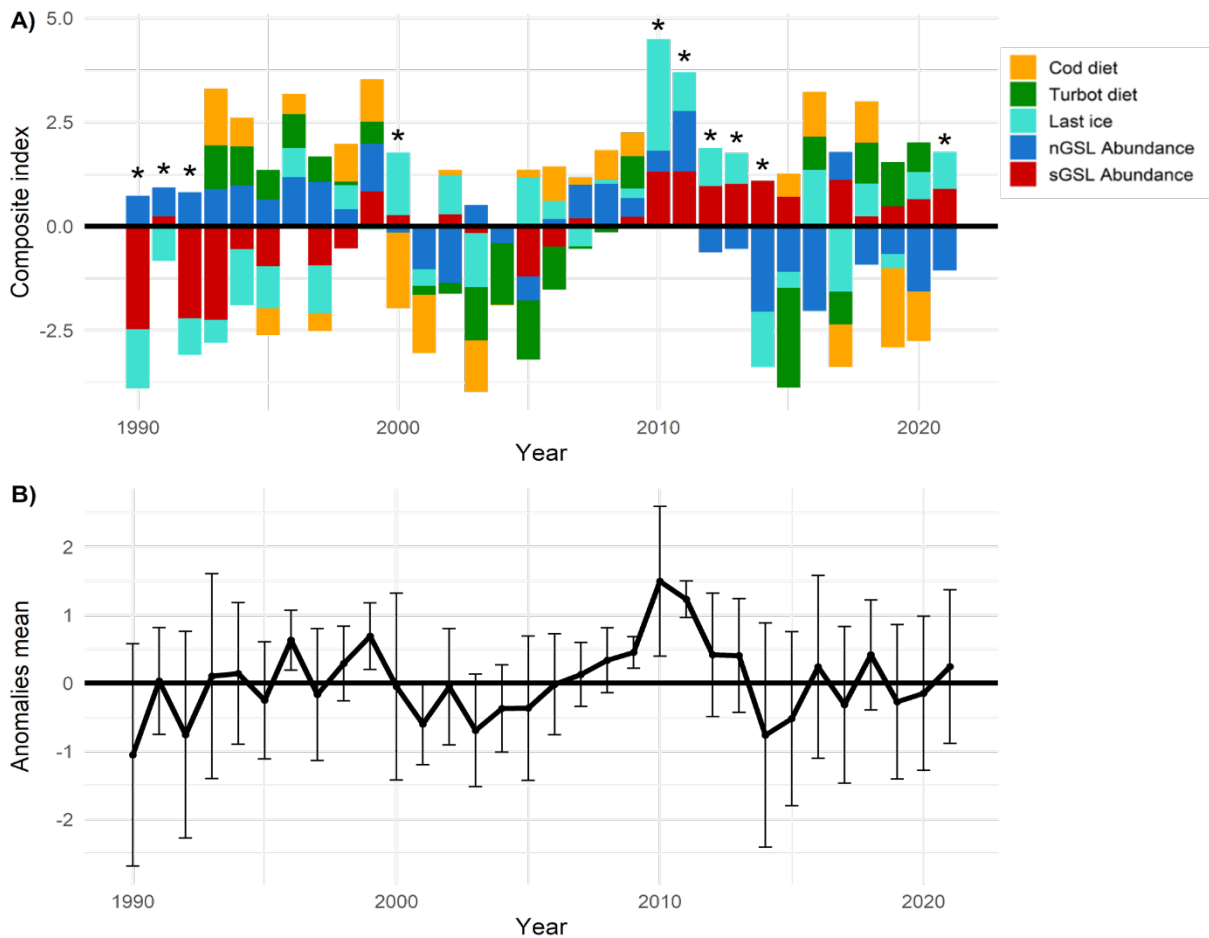 A)
5.0
2.5
0.0
-2.5
Composite index
* * * * * * * * * *
1990 2000 2010 2020
Year
Cod diet
Turbot diet
Last ice
nGSL Abundance
sGSL Abundance
B)
2
1
0
-1
-2
Anomalies mean
1990 2000 2010 2020
Year